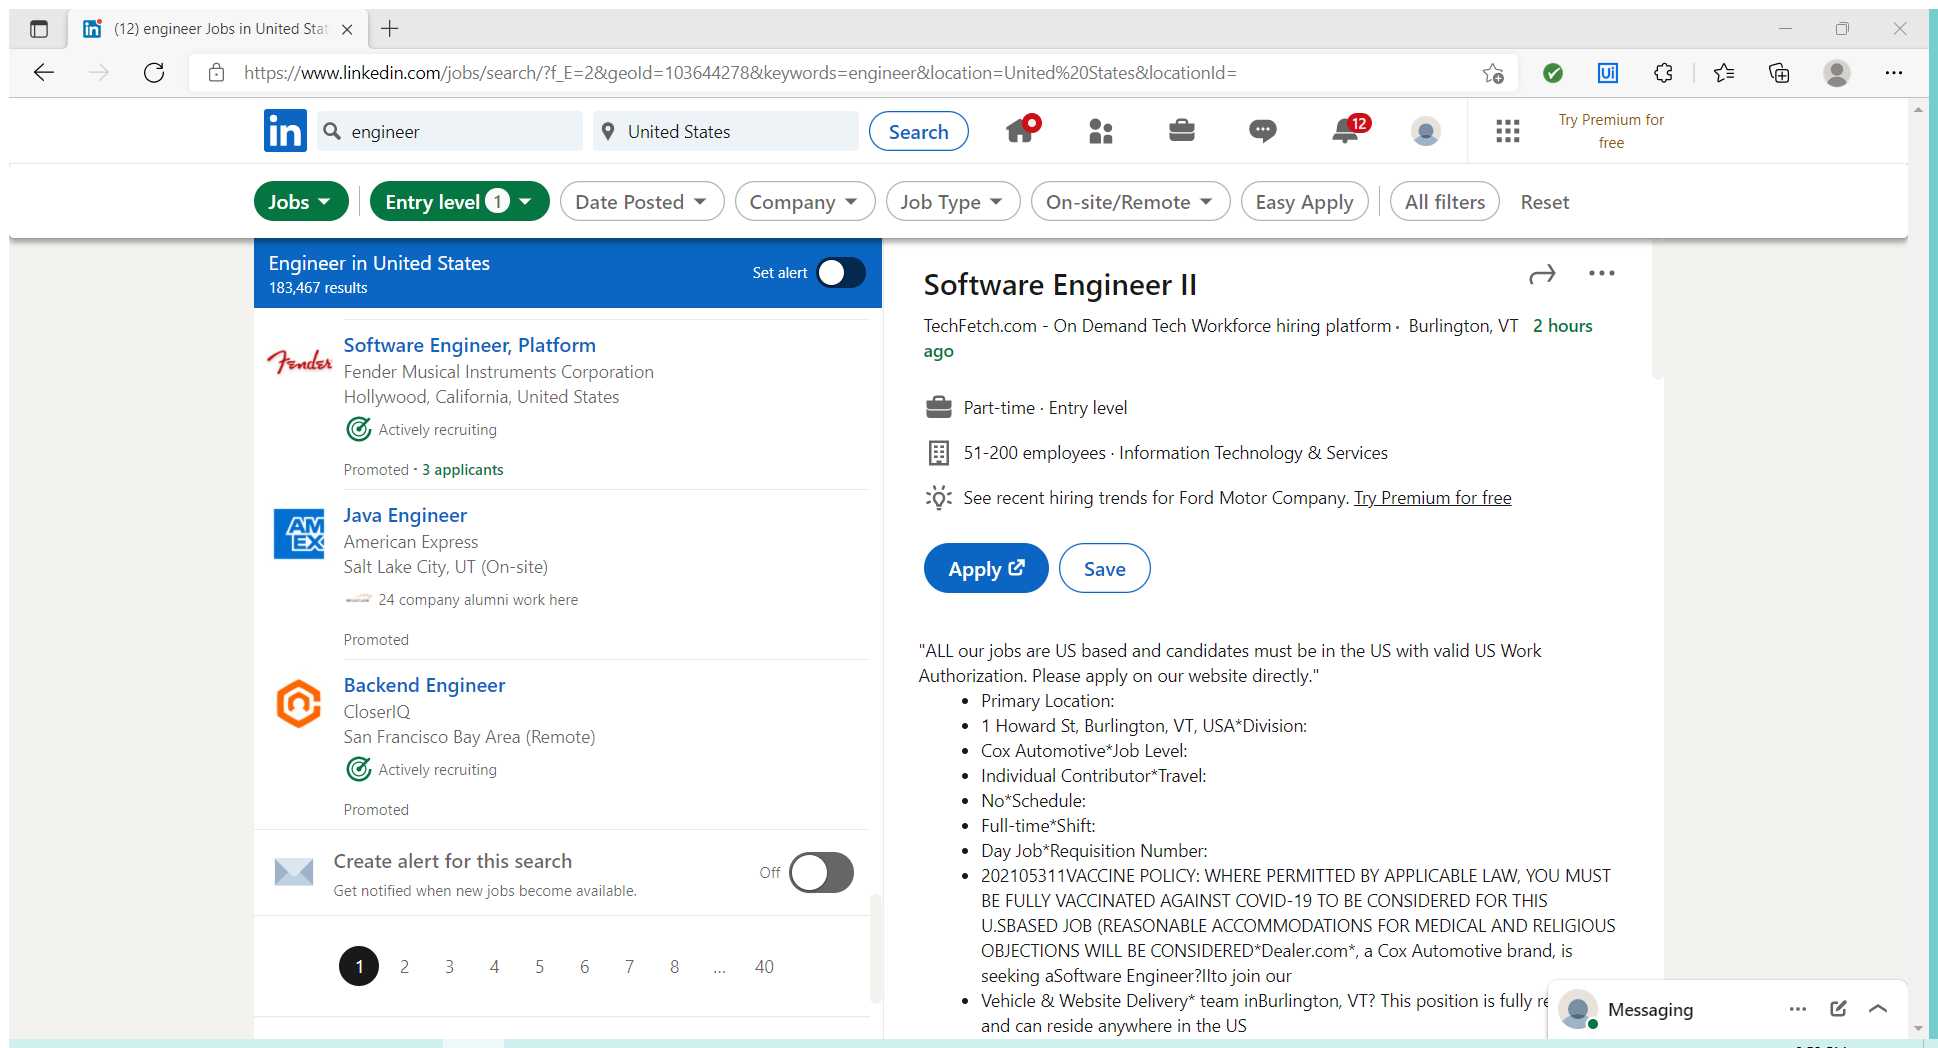 (12) engineer Jobs in United Stat
https://www.linkedin.com/jobs/search/?f_E=2&geoId=103644278&keywords=engineer&location=United%20States&locationId=
Ui
in
engineer
United States
Search
12
Try Premium for
free
Jobs
Entry level 1
Date Posted
Company
Job Type
On-site/Remote
Easy Apply
All filters
Reset
Engineer in United States
183,467 results
Set alert
Fender
Software Engineer, Platform
Fender Musical Instruments Corporation
Hollywood, California, United States
Actively recruiting
Promoted · 3 applicants
AM
EX
Java Engineer
American Express
Salt Lake City, UT (On-site)
24 company alumni work here
Promoted
Backend Engineer
CloserIQ
San Francisco Bay Area (Remote)
Actively recruiting
Promoted
Create alert for this search
Get notified when new jobs become available.
Off
1 2 3 4 5 6 7 8 ... 40
Software Engineer II
TechFetch.com - On Demand Tech Workforce hiring platform · Burlington, VT 2 hours
ago
Part-time · Entry level
51-200 employees · Information Technology & Services
See recent hiring trends for Ford Motor Company. Try Premium for free
Apply
Save
"ALL our jobs are US based and candidates must be in the US with valid US Work
Authorization. Please apply on our website directly."
• Primary Location:
• 1 Howard St, Burlington, VT, USA*Division:
• Cox Automotive*Job Level:
• Individual Contributor*Travel:
• No*Schedule:
• Full-time*Shift:
• Day Job*Requisition Number:
• 202105311VACCINE POLICY: WHERE PERMITTED BY APPLICABLE LAW, YOU MUST
BE FULLY VACCINATED AGAINST COVID-19 TO BE CONSIDERED FOR THIS
U.SBASED JOB (REASONABLE ACCOMMODATIONS FOR MEDICAL AND RELIGIOUS
OBJECTIONS WILL BE CONSIDERED*Dealer.com*, a Cox Automotive brand, is
seeking aSoftware Engineer?IIto join our
• Vehicle & Website Delivery* team inBurlington, VT? This position is fully re
and can reside anywhere in the US
Messaging